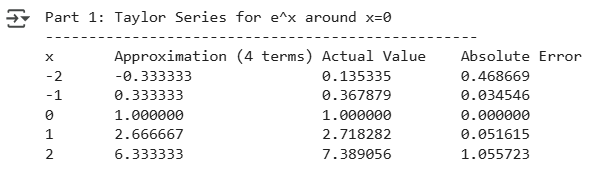 Part 1: Taylor Series for e^x around x=0
--------------------------------------------------
x Approximation (4 terms) Actual Value Absolute Error
-2 -0.333333 0.135335 0.468669
-1 0.333333 0.367879 0.034546
0 1.000000 1.000000 0.000000
1 2.666667 2.718282 0.051615
2 6.333333 7.389056 1.055723